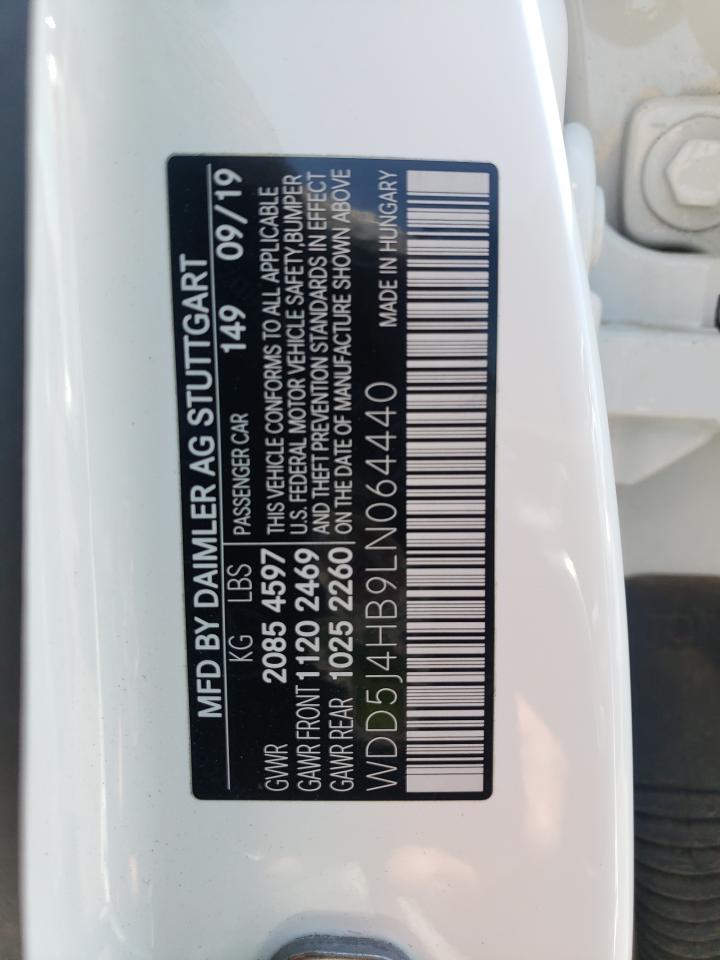 MFD BY DAIMLER AG STUTTGART
KG LBS PASSENGER CAR 149 09/19
GVWR 2085 4597
GAWR FRONT 1120 2469
GAWR REAR 1025 2260
THIS VEHICLE CONFORMS TO ALL APPLICABLE
U.S. FEDERAL MOTOR VEHICLE SAFETY,BUMPER
AND THEFT PREVENTION STANDARDS IN EFFECT
ON THE DATE OF MANUFACTURE SHOWN ABOVE
WDD5J4HB9LN064440 MADE IN HUNGARY